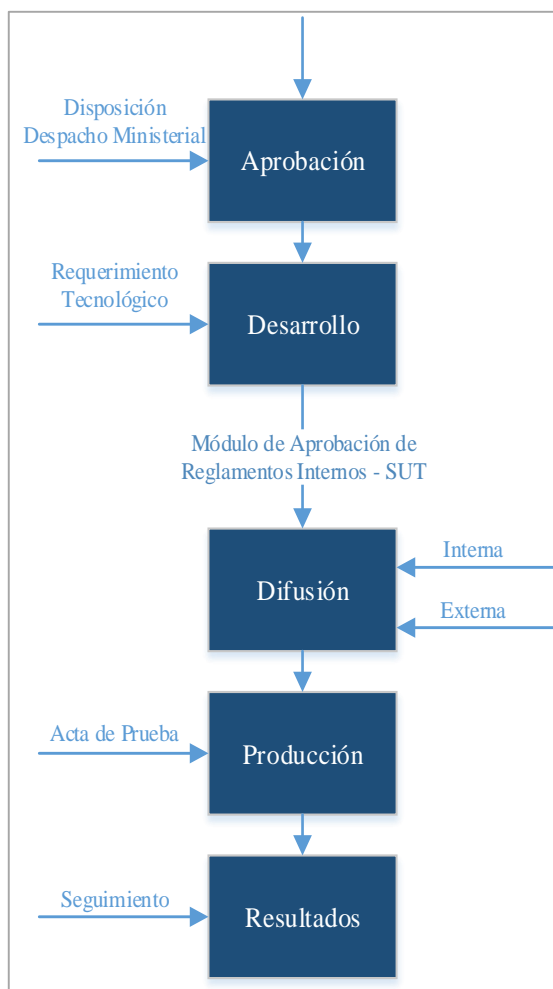 Disposición
Despacho Ministerial
Aprobación
Requerimiento
Tecnológico
Desarrollo
Módulo de Aprobación de
Reglamentos Internos - SUT
Interna
Difusión
Externa
Acta de Prueba
Producción
Seguimiento
Resultados